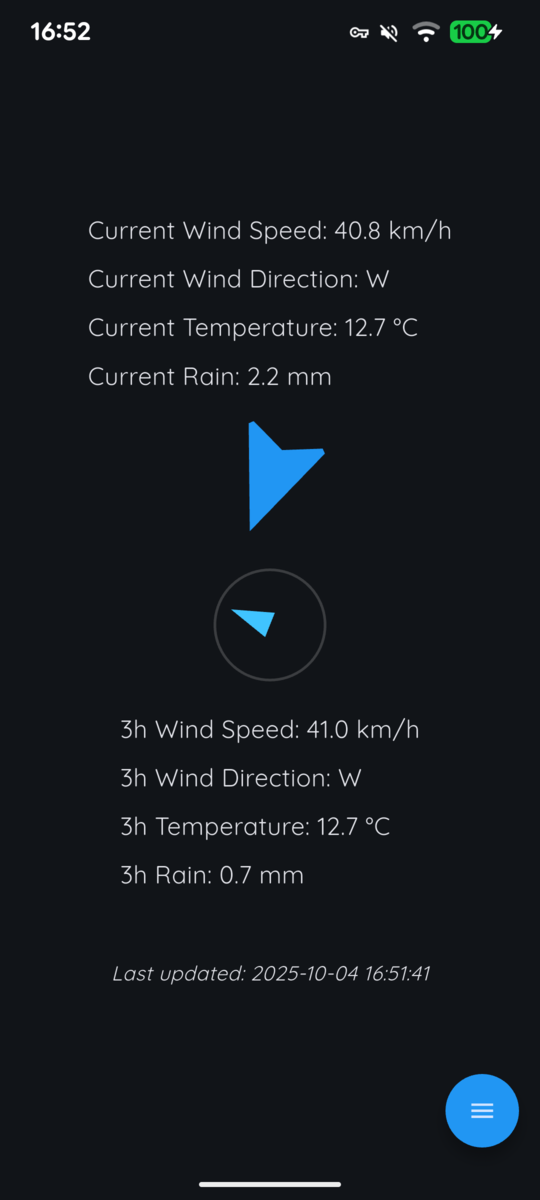 16:52
100
Current Wind Speed: 40.8 km/h
Current Wind Direction: W
Current Temperature: 12.7 °C
Current Rain: 2.2 mm
3h Wind Speed: 41.0 km/h
3h Wind Direction: W
3h Temperature: 12.7 °C
3h Rain: 0.7 mm
Last updated: 2025-10-04 16:51:41